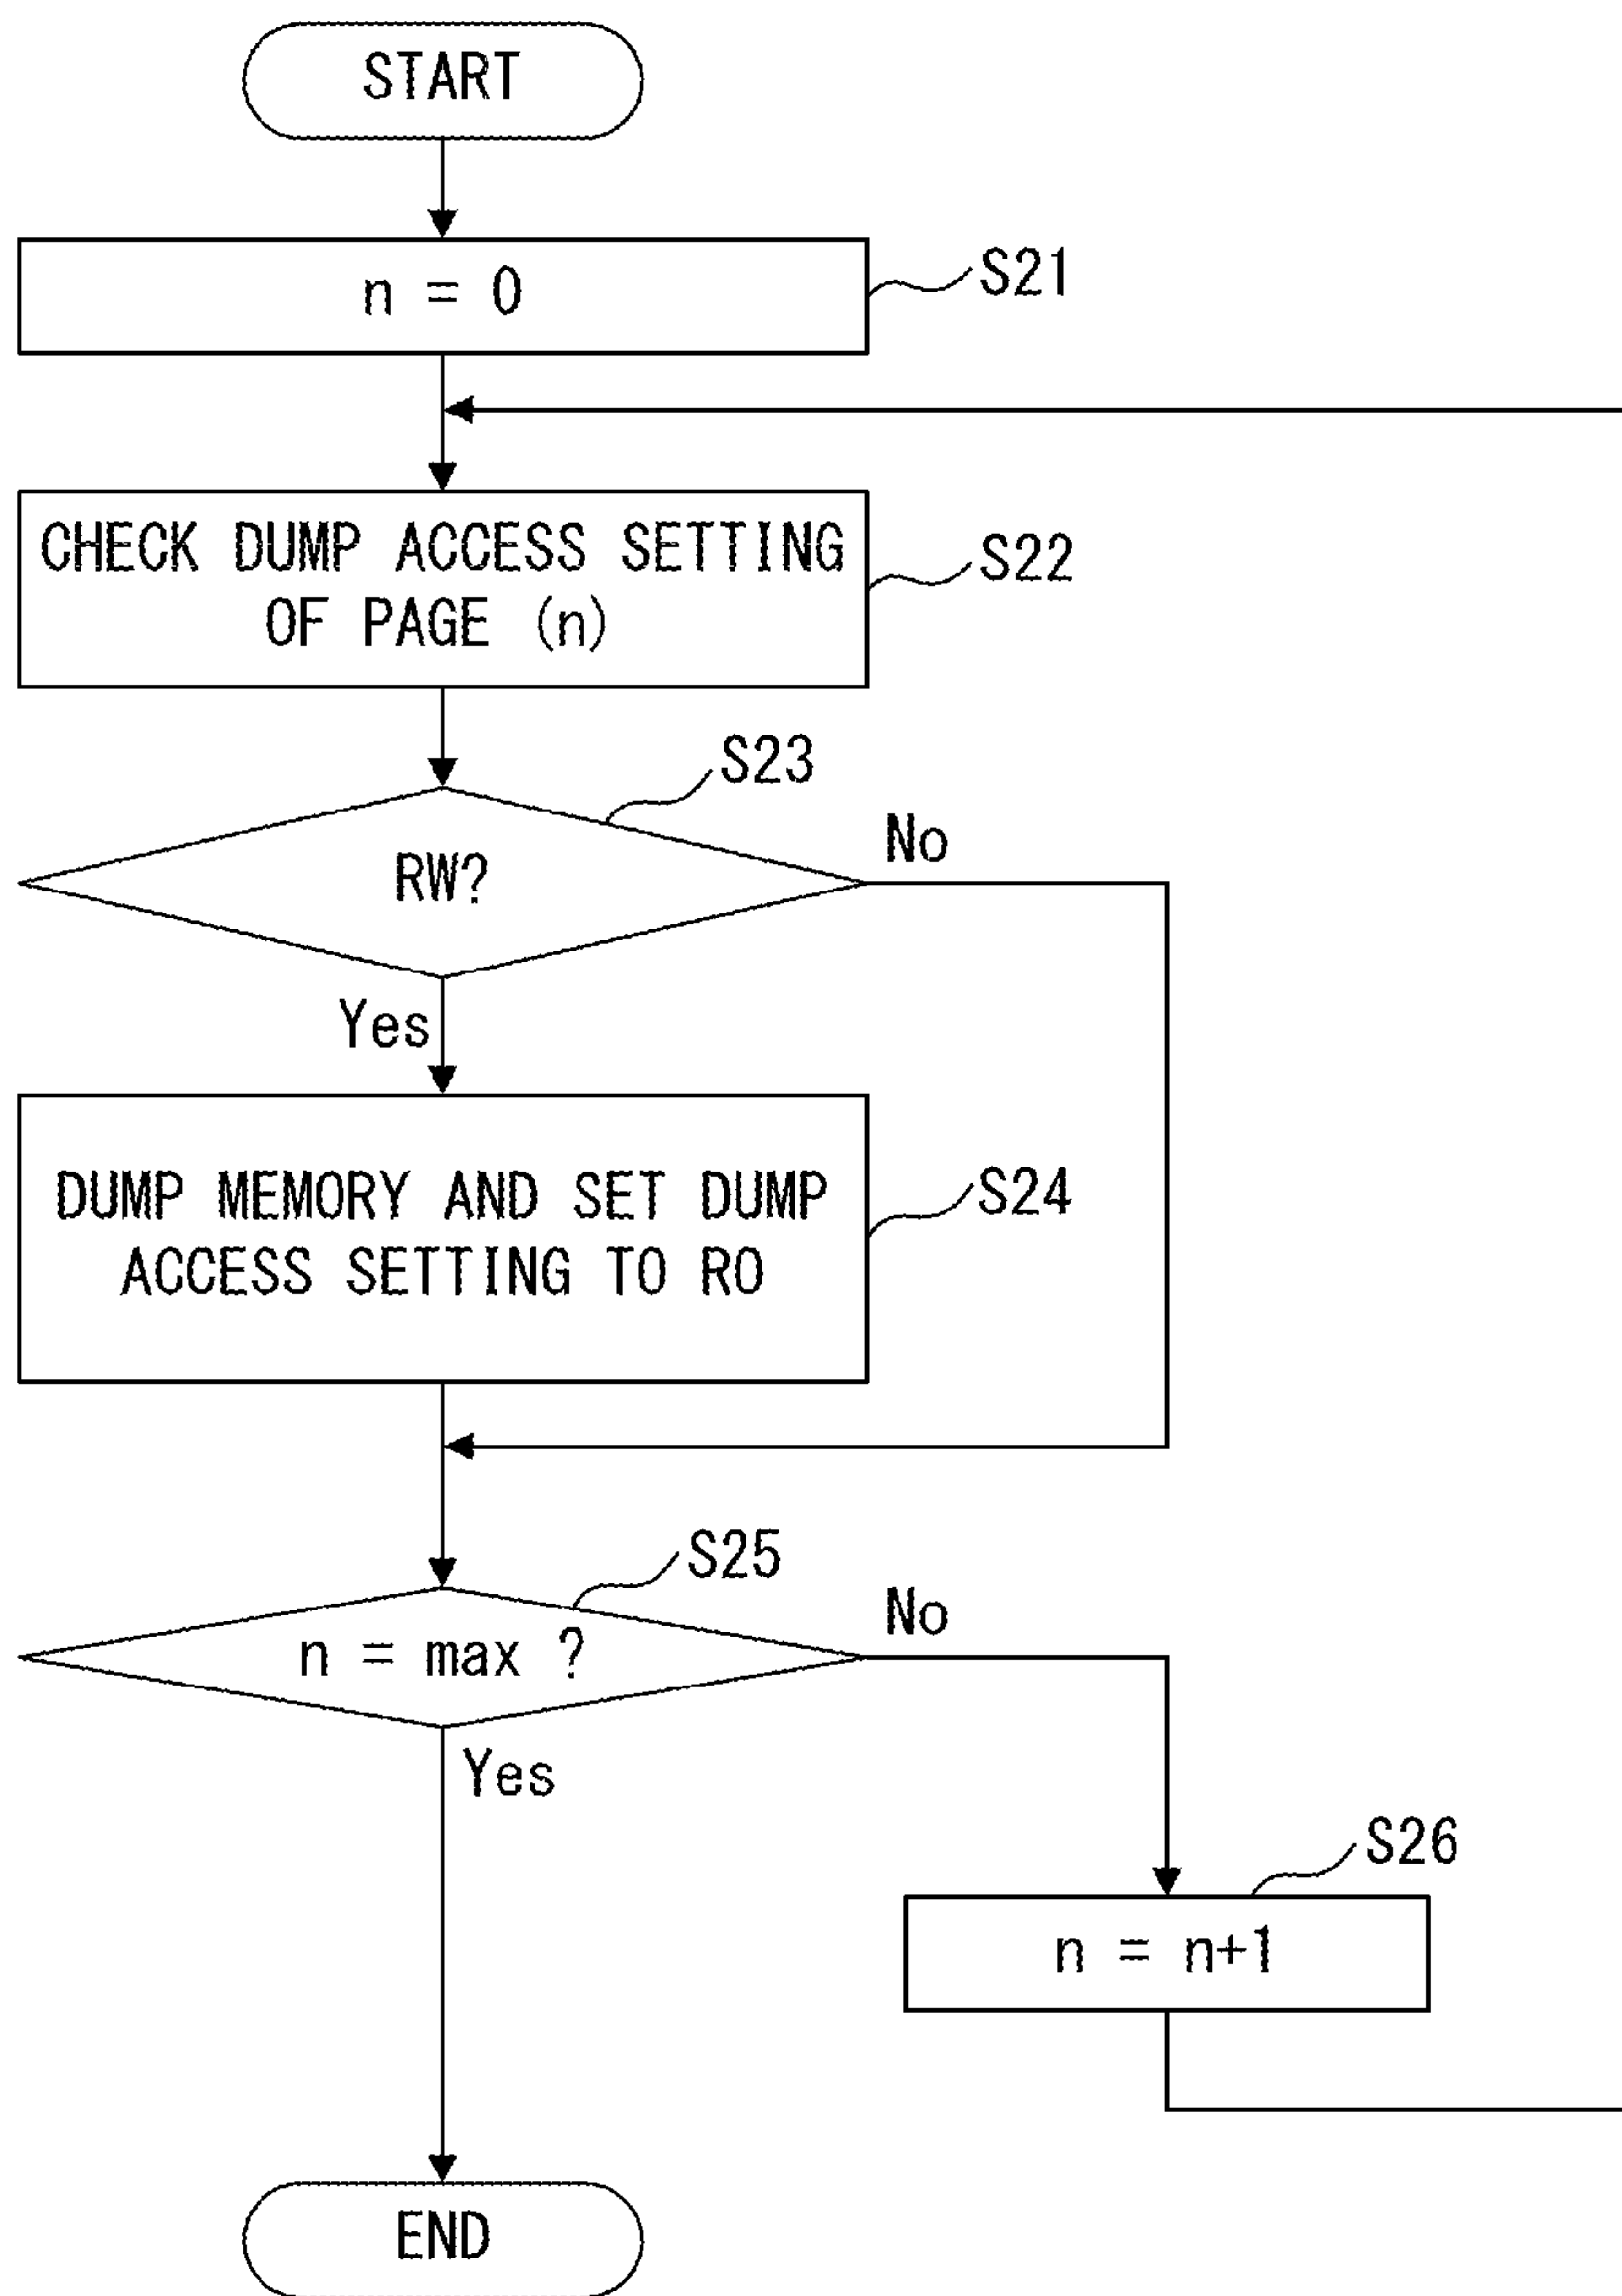 START
n = 0
S21
CHECK DUMP ACCESS SETTING
OF PAGE (n)
S22
S23
RW?
No
Yes
DUMP MEMORY AND SET DUMP
ACCESS SETTING TO RO
S24
S25
n = max ?
No
Yes
S26
n = n+1
END